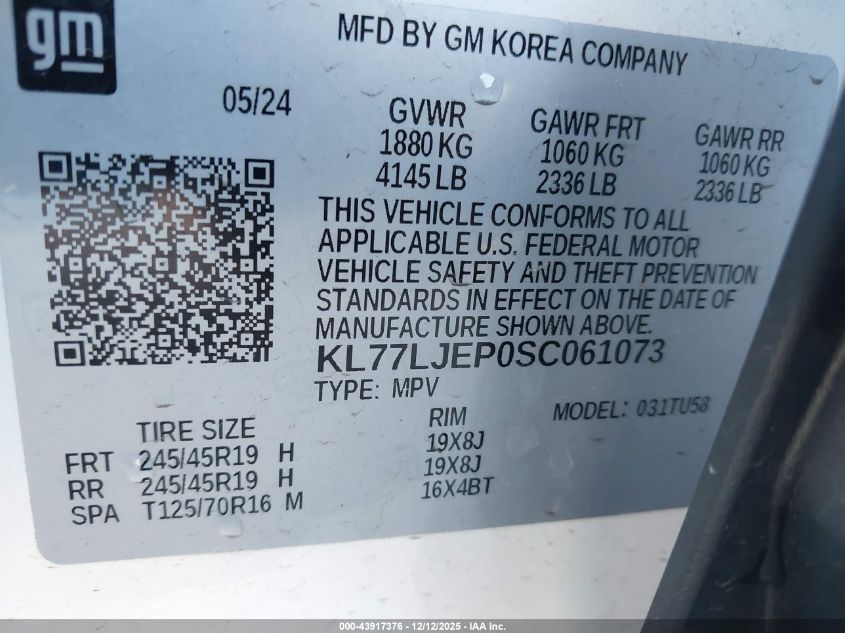 gm
MFD BY GM KOREA COMPANY
05/24
GVWR
1880 KG
4145 LB
GAWR FRT
1060 KG
2336 LB
GAWR RR
1060 KG
2336 LB
THIS VEHICLE CONFORMS TO ALL
APPLICABLE U.S. FEDERAL MOTOR
VEHICLE SAFETY AND THEFT PREVENTION
STANDARDS IN EFFECT ON THE DATE OF
MANUFACTURE SHOWN ABOVE.
KL77LJEP0SC061073
TYPE: MPV
MODEL: 031TU58
TIRE SIZE
RIM
FRT 245/45R19 H 19X8J
RR 245/45R19 H 19X8J
SPA T125/70R16 M 16X4BT
000-43917376 - 12/12/2025 - IAA Inc.